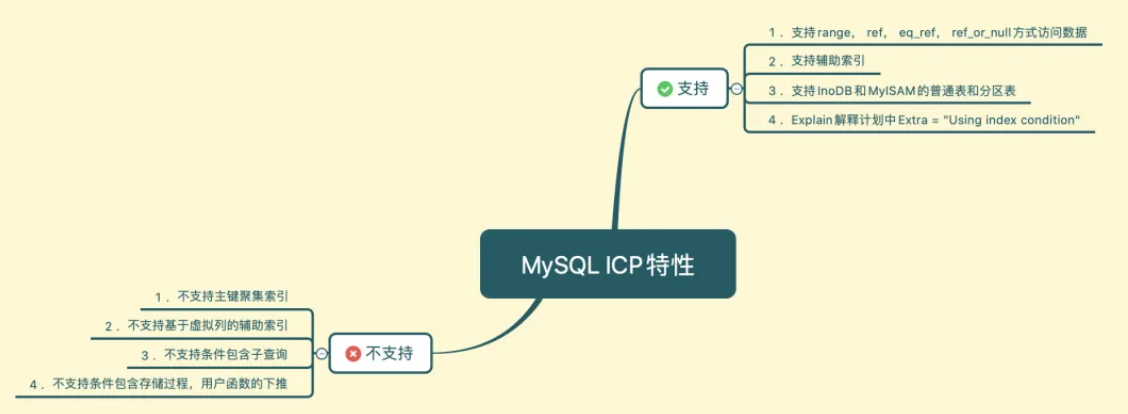 1．支持range， ref， eq_ref， ref_or_null方式访问数据
2．支持辅助索引
支持
3．支持InoDB和MyISAM的普通表和分区表
4．Explain解释计划中Extra = "Using index condition"
MySQL ICP特性
1．不支持主键聚集索引
2．不支持基于虚拟列的辅助索引
不支持
3．不支持条件包含子查询
4．不支持条件包含存储过程，用户函数的下推